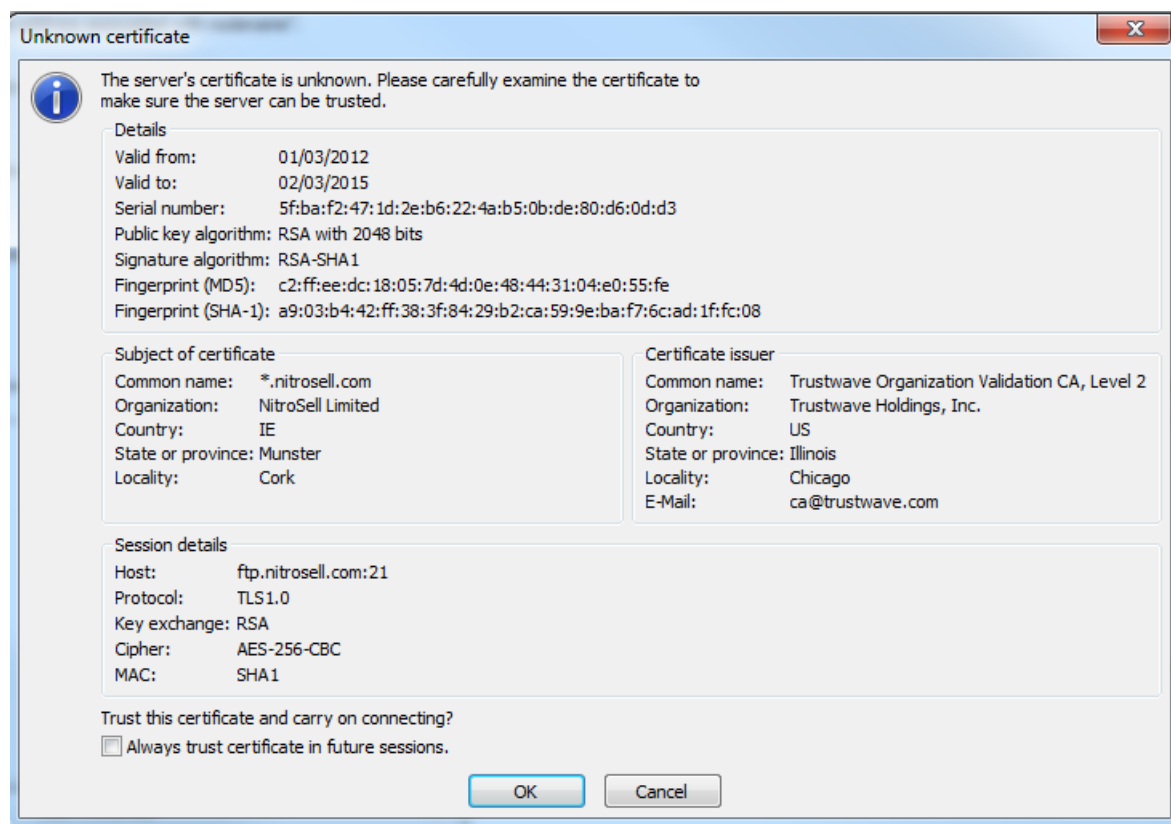 Unknown certificate
The server's certificate is unknown. Please carefully examine the certificate to
make sure the server can be trusted.
Details
Valid from: 01/03/2012
Valid to: 02/03/2015
Serial number: 5f:ba:f2:47:1d:2e:b6:22:4a:b5:0b:de:80:d6:0d:d3
Public key algorithm: RSA with 2048 bits
Signature algorithm: RSA-SHA1
Fingerprint (MD5): c2:ff:ee:dc:18:05:7d:4d:0e:48:44:31:04:e0:55:fe
Fingerprint (SHA-1): a9:03:b4:42:ff:38:3f:84:29:b2:ca:59:9e:ba:f7:6c:ad:1f:fc:08
Subject of certificate
Common name: *.nitrosell.com
Organization: NitroSell Limited
Country: IE
State or province: Munster
Locality: Cork
Certificate issuer
Common name: Trustwave Organization Validation CA, Level 2
Organization: Trustwave Holdings, Inc.
Country: US
State or province: Illinois
Locality: Chicago
E-Mail: ca@trustwave.com
Session details
Host: ftp.nitrosell.com:21
Protocol: TLS1.0
Key exchange: RSA
Cipher: AES-256-CBC
MAC: SHA1
Trust this certificate and carry on connecting?
Always trust certificate in future sessions.
OK
Cancel